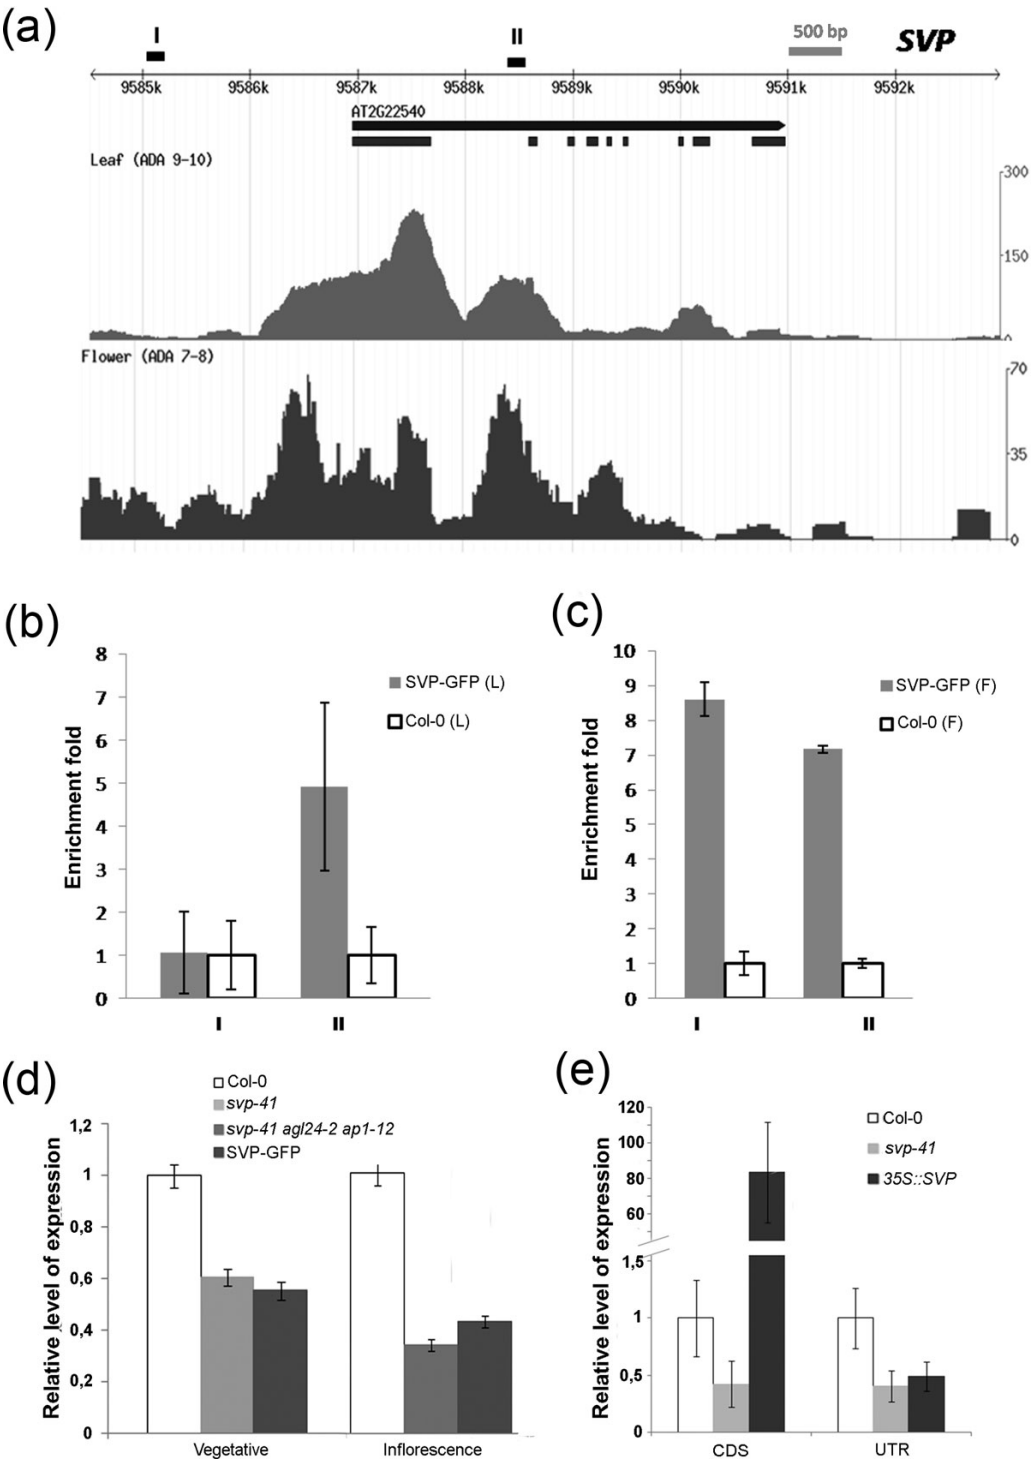 (a)
I
II
500 bp
SVP
9585k 9586k 9587k 9588k 9589k 9590k 9591k 9592k
AT2G22540
Leaf (ADA 9-10)
300
150
0
Flower (ADA 7-8)
70
35
0
(b)
Enrichment fold
8
7
6
5
4
3
2
1
0
SVP-GFP (L)
Col-0 (L)
I II
(c)
Enrichment fold
10
9
8
7
6
5
4
3
2
1
0
SVP-GFP (F)
Col-0 (F)
I II
(d)
Col-0
svp-41
svp-41 agl24-2 ap1-12
SVP-GFP
Relative level of expression
1,2
1
0,8
0,6
0,4
0,2
0
Vegetative Inflorescence
(e)
Relative level of expression
120
100
80
60
1,5
1
0,5
0
Col-0
svp-41
35S::SVP
CDS UTR